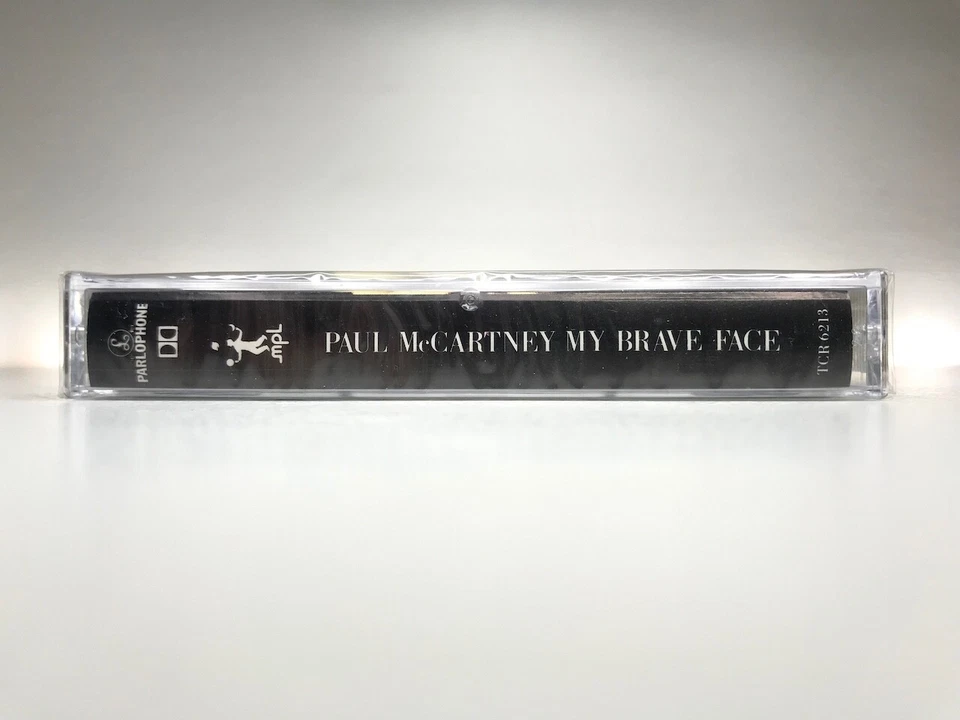 £
PARLOPHONE
mpl
PAUL McCARTNEY MY BRAVE FACE
TCR 6213